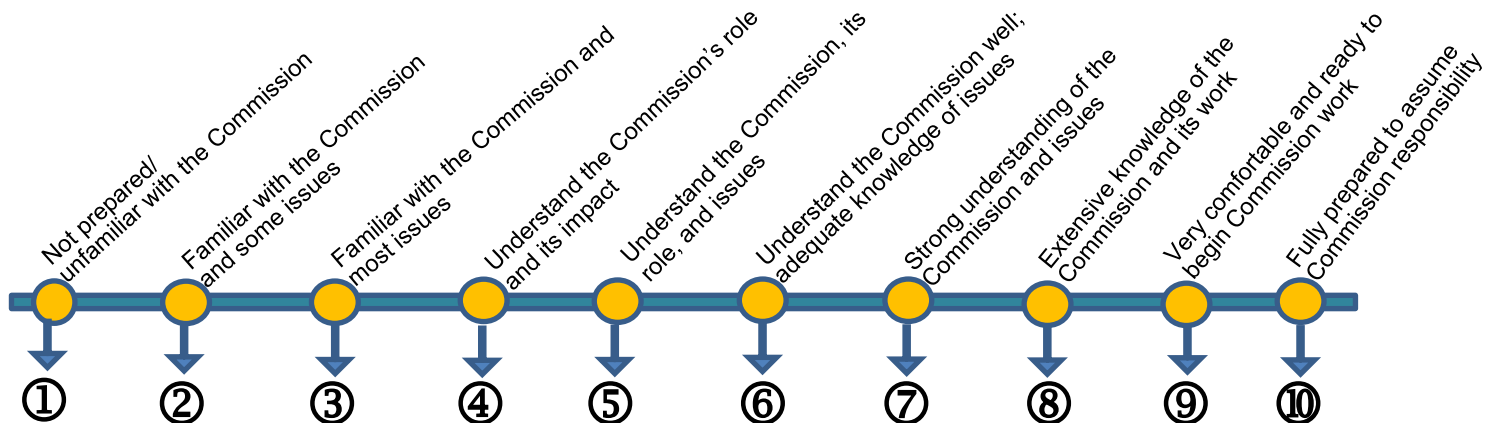 Not prepared/
unfamiliar with the Commission
Familiar with the Commission
and some issues
Familiar with the Commission and
most issues
Understand the Commission’s role
and its impact
Understand the Commission, its
role, and issues
Understand the Commission well;
adequate knowledge of issues
Strong understanding of the
Commission and issues
Extensive knowledge of the
Commission and its work
Very comfortable and ready to
begin Commission work
Fully prepared to assume
Commission responsibility
①
②
③
④
⑤
⑥
⑦
⑧
⑨
⑩